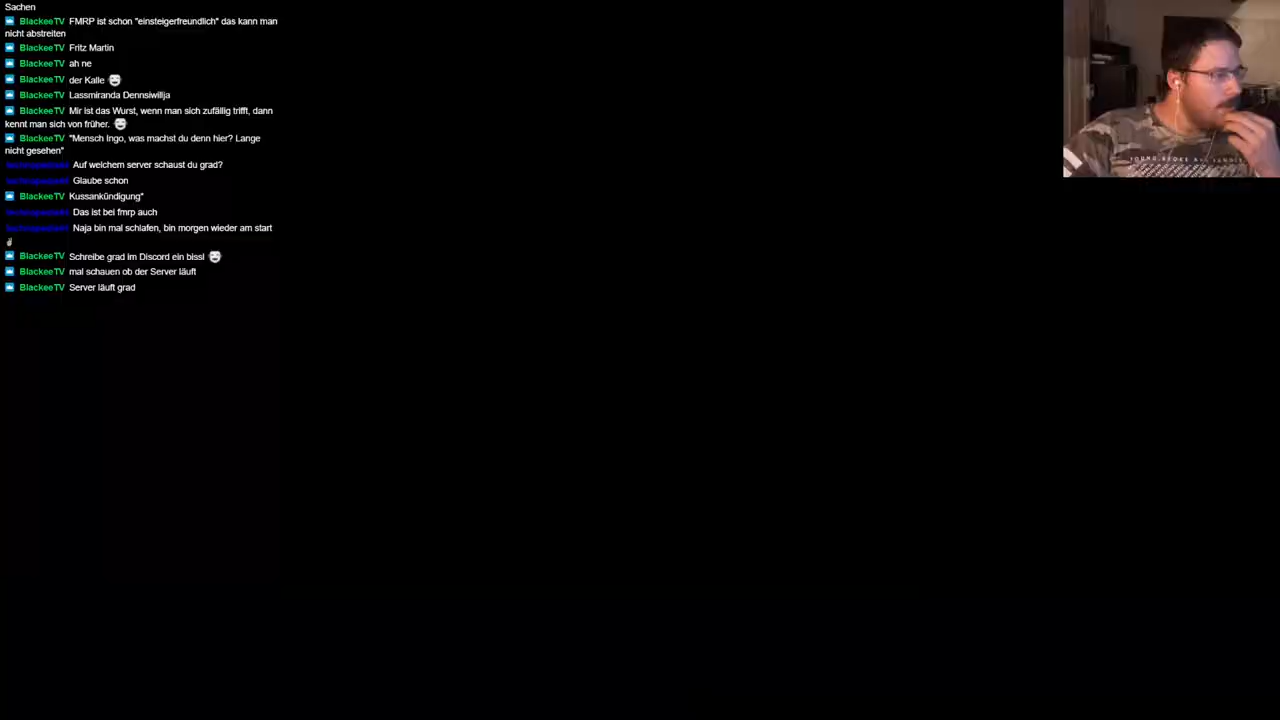 Sachen
BlackeeTV FMRP ist schon "einsteigerfreundlich" das kann man
nicht abstreiten
BlackeeTV Fritz Martin
BlackeeTV ah ne
BlackeeTV der Kalle
BlackeeTV Lassmiranda Dennsiwillja
BlackeeTV Mir ist das Wurst, wenn man sich zufällig trifft, dann
kennt man sich von früher.
BlackeeTV "Mensch Ingo, was machst du denn hier? Lange
nicht gesehen"
Auf welchem server schaust du grad?
Glaube schon
BlackeeTV Kussankündigung*
Das ist bei fmrp auch
Naja bin mal schlafen, bin morgen wieder am start
BlackeeTV Schreibe grad im Discord ein bissl
BlackeeTV mal schauen ob der Server läuft
BlackeeTV Server läuft grad